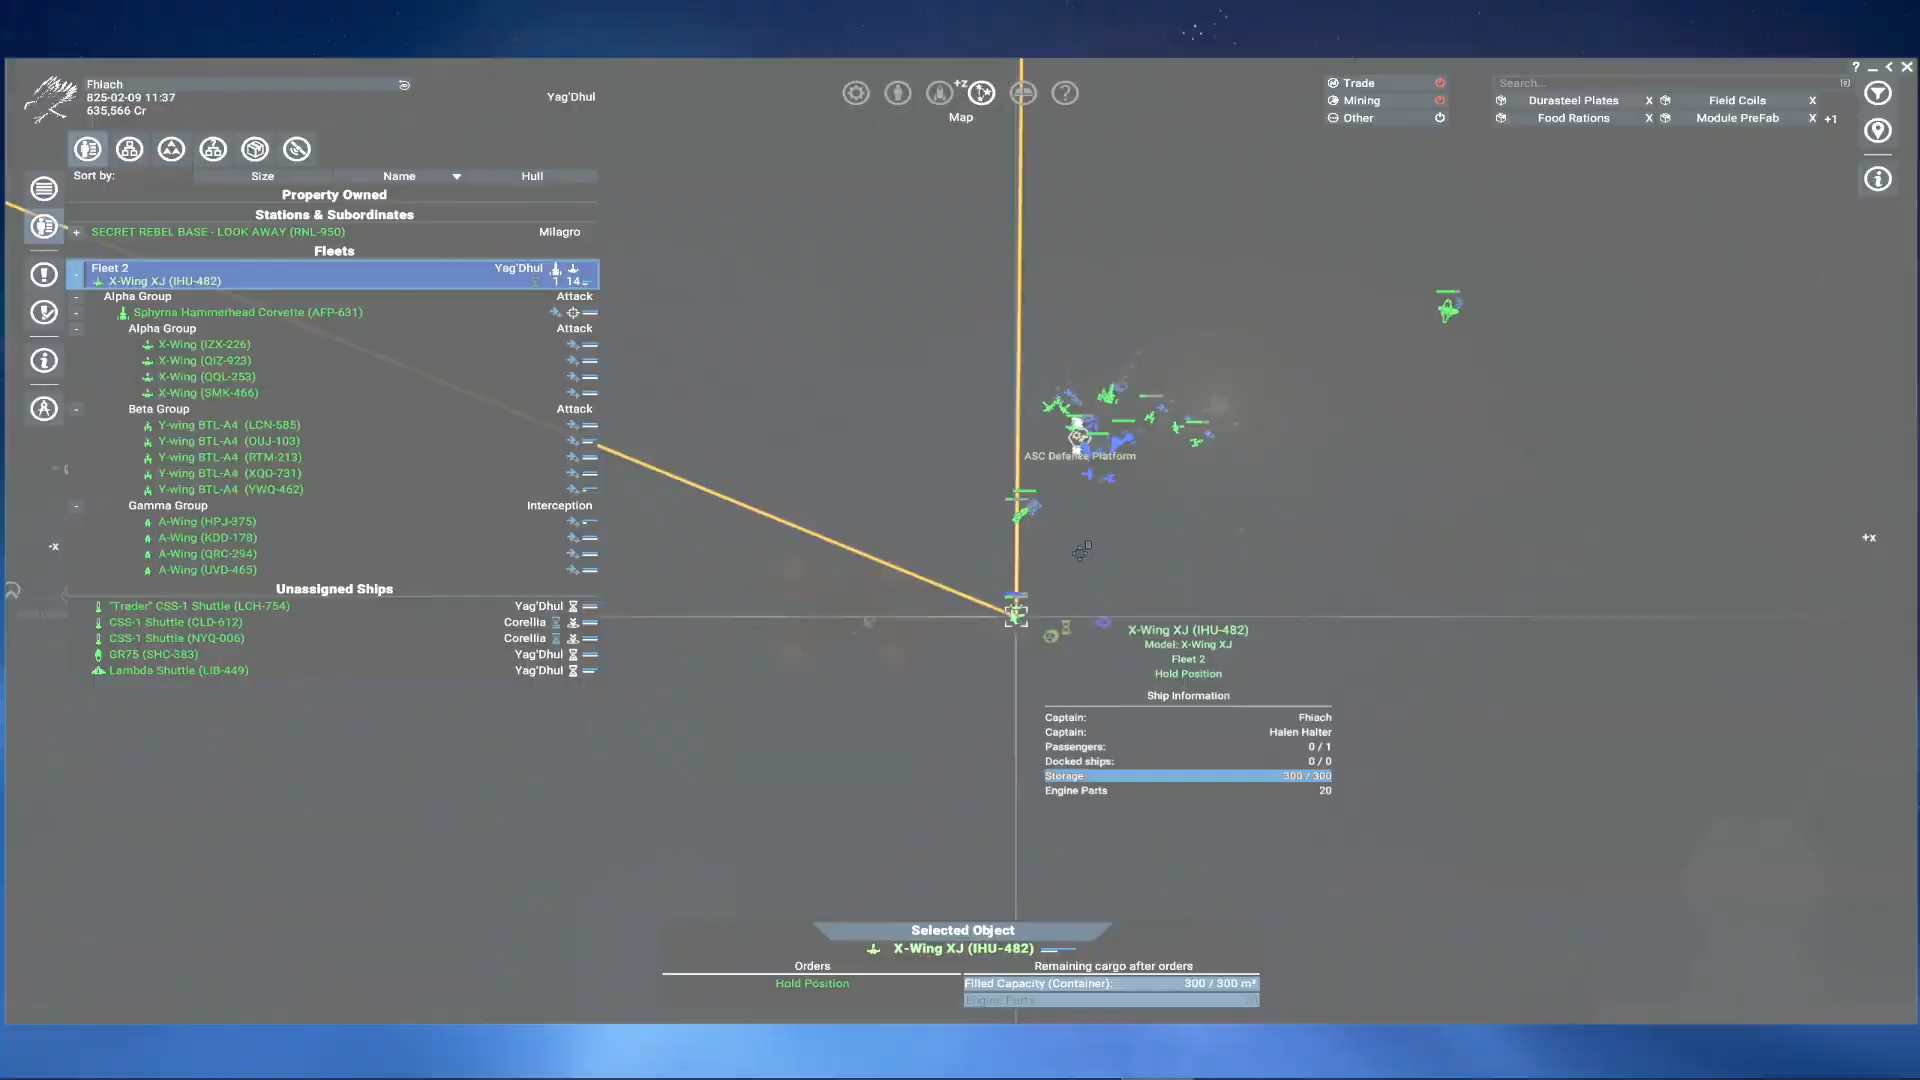 Fhiach
825-02-09 11:37
635,566 Cr
Yag'Dhul
+Z
Map
Trade
Mining
Other
Search...
Durasteel Plates X
Field Coils X
Food Rations X
Module PreFab X +1
? _ < X
Sort by: Size Name Hull
Property Owned
Stations & Subordinates
+ SECRET REBEL BASE - LOOK AWAY (RNL-950) Milagro
Fleets
Fleet 2 Yag'Dhul
- X-Wing XJ (IHU-482) 1 14
- Alpha Group Attack
- Sphyrna Hammerhead Corvette (AFP-631)
- Alpha Group Attack
X-Wing (IZX-226)
X-Wing (QIZ-923)
X-Wing (QQL-253)
X-Wing (SMK-466)
- Beta Group Attack
Y-wing BTL-A4 (LCN-585)
Y-wing BTL-A4 (OUJ-103)
Y-wing BTL-A4 (RTM-213)
Y-wing BTL-A4 (XQO-731)
Y-wing BTL-A4 (YWQ-462)
- Gamma Group Interception
A-Wing (HPJ-375)
A-Wing (KDD-178)
A-Wing (QRC-294)
A-Wing (UVD-465)
Unassigned Ships
"Trader" CSS-1 Shuttle (LCH-754) Yag'Dhul
CSS-1 Shuttle (CLD-612) Corellia
CSS-1 Shuttle (NYQ-006) Corellia
GR75 (SHC-383) Yag'Dhul
Lambda Shuttle (LIB-449) Yag'Dhul
-x
+x
ASC Defence Platform
X-Wing XJ (IHU-482)
Model: X-Wing XJ
Fleet 2
Hold Position
Ship Information
Captain: Fhiach
Captain: Halen Halter
Passengers: 0 / 1
Docked ships: 0 / 0
Storage 300 / 300
Engine Parts 20
Selected Object
X-Wing XJ (IHU-482)
Orders
Hold Position
Remaining cargo after orders
Filled Capacity (Container): 300 / 300 m³
Engine Parts 20